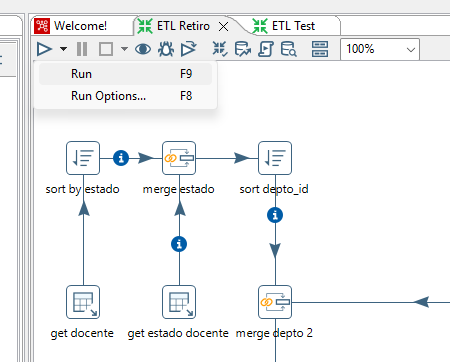 Welcome!
ETL Retiro
ETL Test
100%
Run F9
Run Options... F8
sort by estado
merge estado
sort depto_id
get docente
get estado docente
merge depto 2